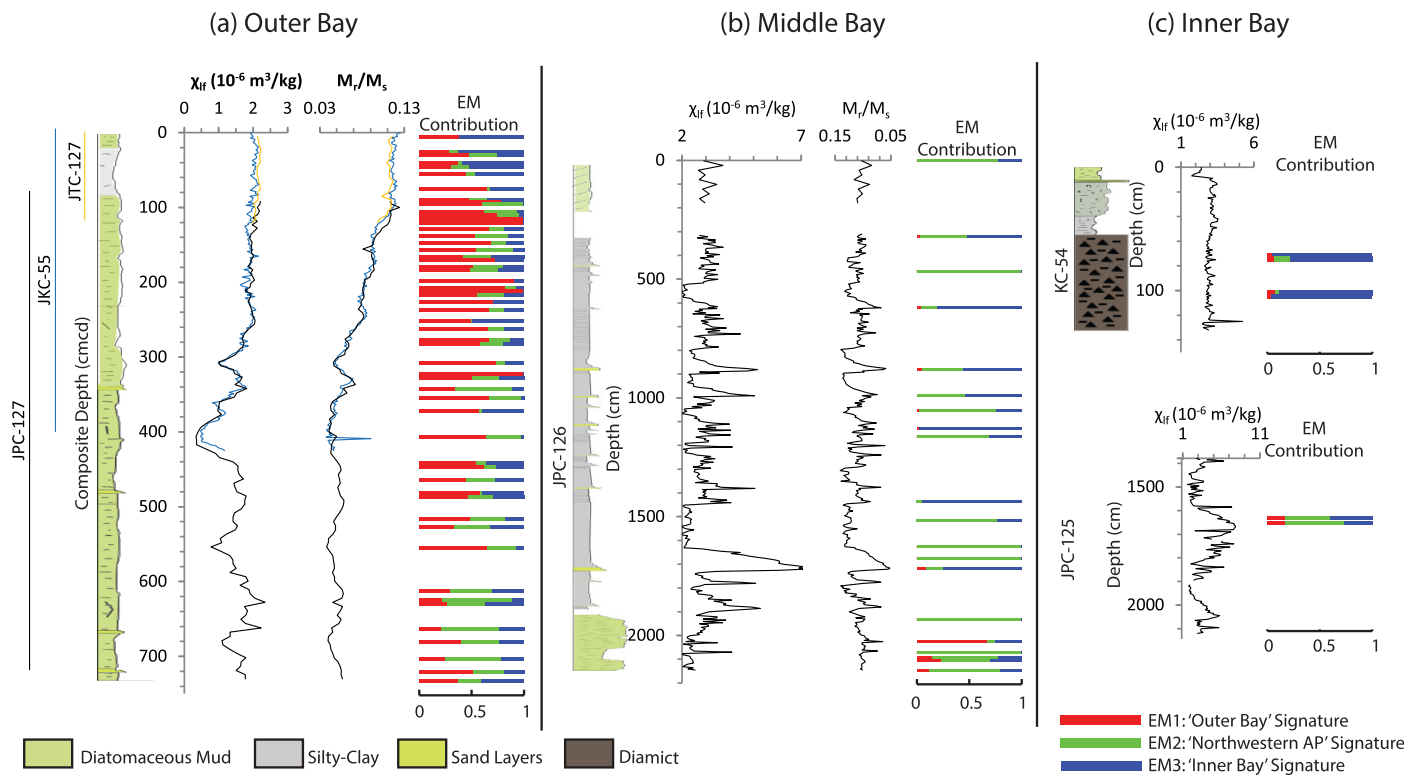 (a) Outer Bay
(b) Middle Bay
(c) Inner Bay
χlf (10-6 m3/kg)
Mr/Ms
EM
Contribution
0 1 2 3
0.03 0.13
JTC-127
JKC-55
JPC-127
Composite Depth (cmcd)
0
100
200
300
400
500
600
700
0 0.5 1
χlf (10-6 m3/kg)
Mr/Ms
EM
Contribution
2 7
0.15 0.05
JPC-126
Depth (cm)
0
500
1000
1500
2000
0 0.5 1
χlf (10-6 m3/kg)
EM
Contribution
1 6
KC-54
Depth (cm)
0
100
0 0.5 1
χlf (10-6 m3/kg)
EM
Contribution
1 11
JPC-125
Depth (cm)
1500
2000
0 0.5 1
Diatomaceous Mud
Silty-Clay
Sand Layers
Diamict
EM1: 'Outer Bay' Signature
EM2: 'Northwestern AP' Signature
EM3: 'Inner Bay' Signature